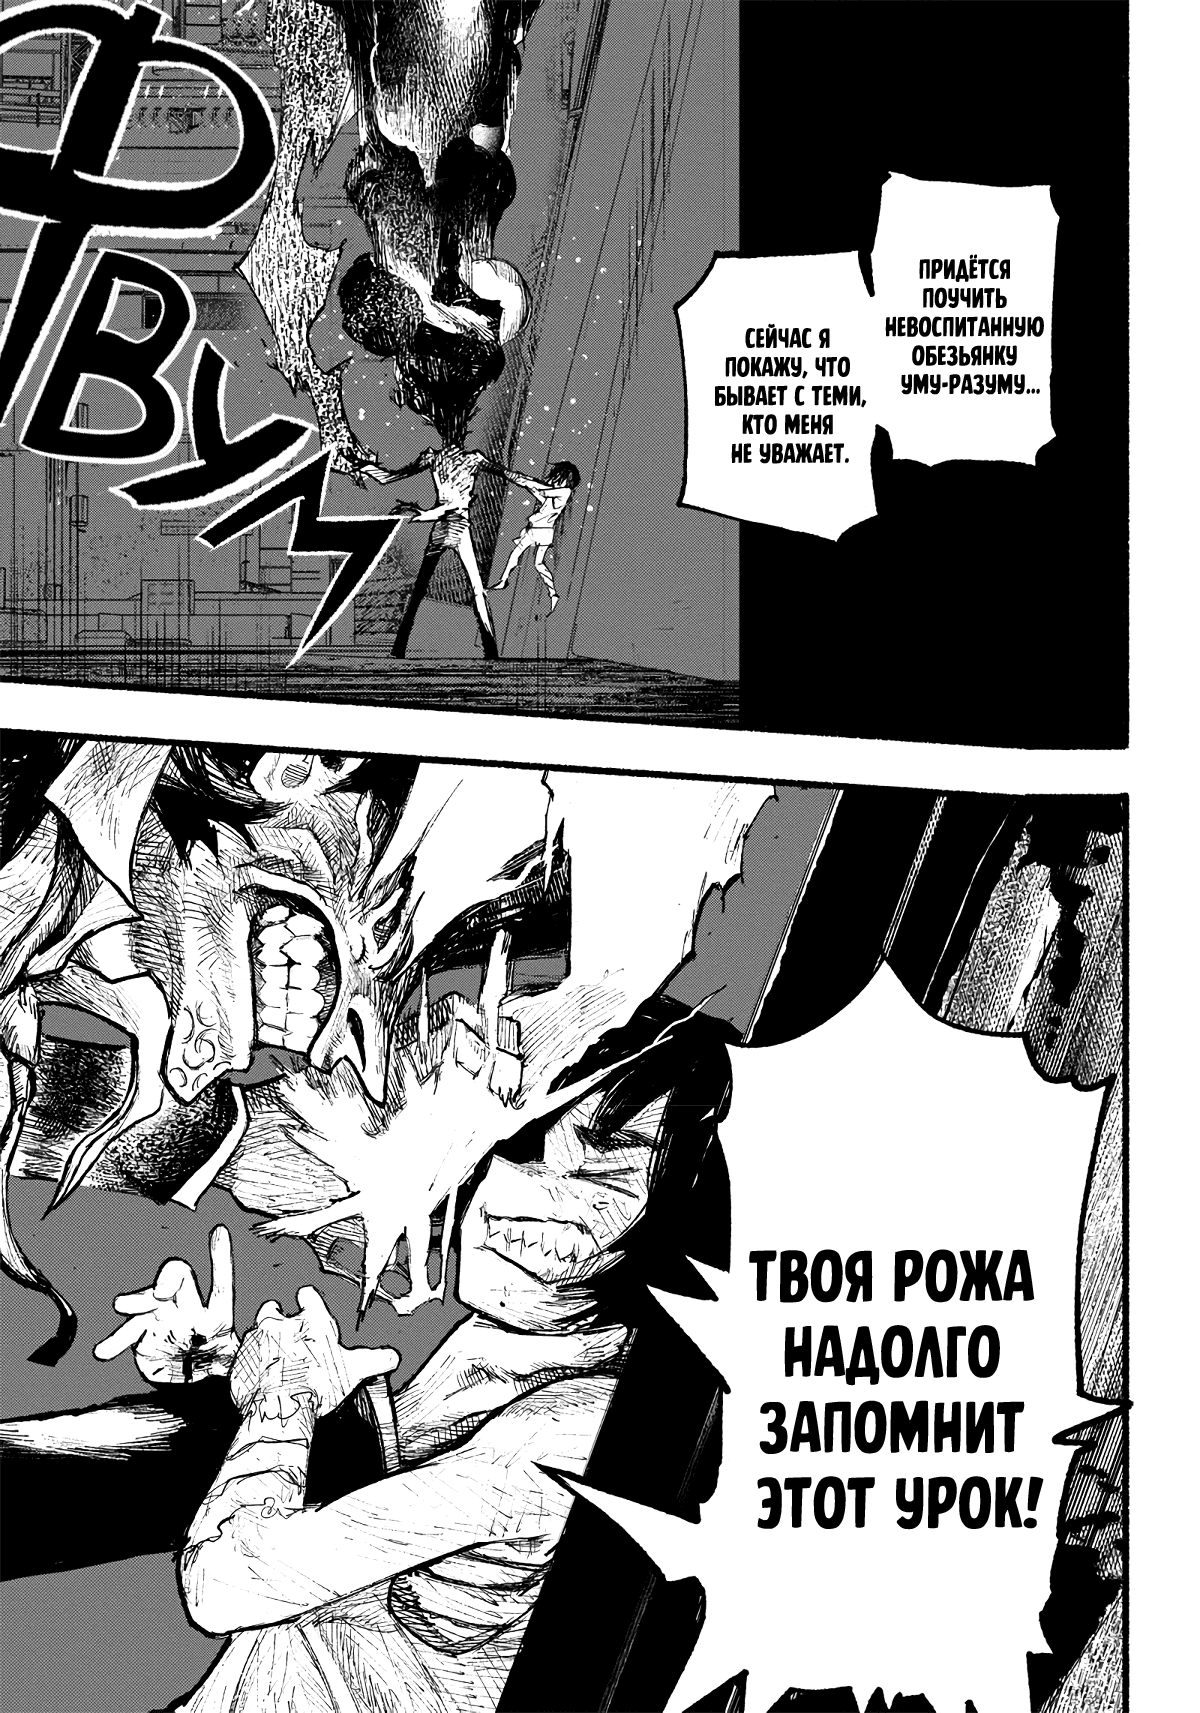 ПРИДЁТСЯ
ПОУЧИТЬ
НЕВОСПИТАННУЮ
ОБЕЗЬЯНКУ
УМУ-РАЗУМУ...
СЕЙЧАС Я
ПОКАЖУ, ЧТО
БЫВАЕТ С ТЕМИ,
КТО МЕНЯ
НЕ УВАЖАЕТ.
ФВУМ
ТВОЯ РОЖА
НАДОЛГО
ЗАПОМНИТ
ЭТОТ УРОК!